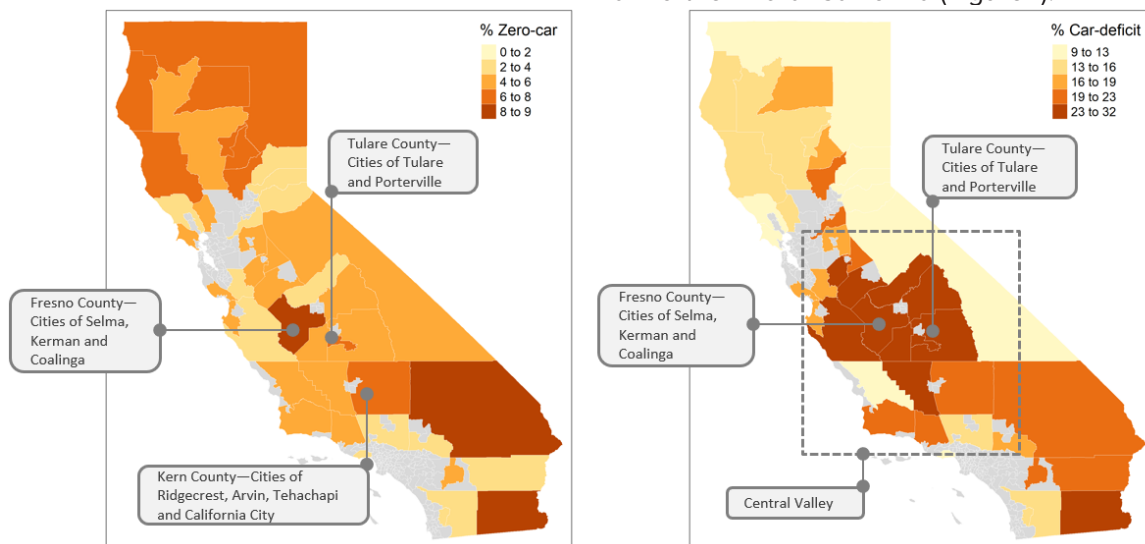 % Zero-car
0 to 2
2 to 4
4 to 6
6 to 8
8 to 9
Tulare County—
Cities of Tulare
and Porterville
Fresno County—
Cities of Selma,
Kerman and
Coalinga
Kern County—Cities of
Ridgecrest, Arvin, Tehachapi
and California City
% Car-deficit
9 to 13
13 to 16
16 to 19
19 to 23
23 to 32
Tulare County—
Cities of Tulare
and Porterville
Fresno County—
Cities of Selma,
Kerman and
Coalinga
Central Valley